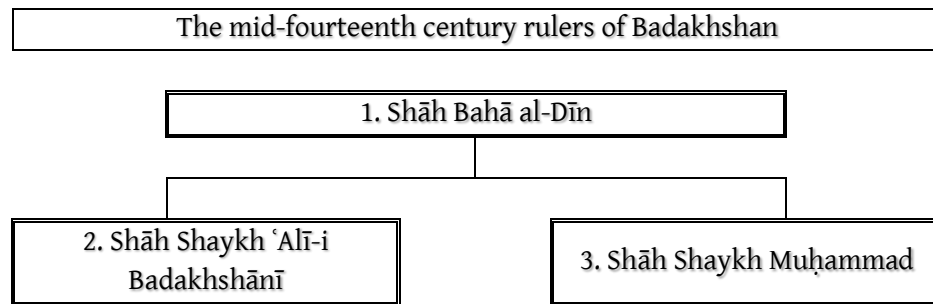 The mid-fourteenth century rulers of Badakhshan
1. Shāh Bahā al-Dīn
2. Shāh Shaykh ʿAlī-i
Badakhshānī
3. Shāh Shaykh Muḥammad